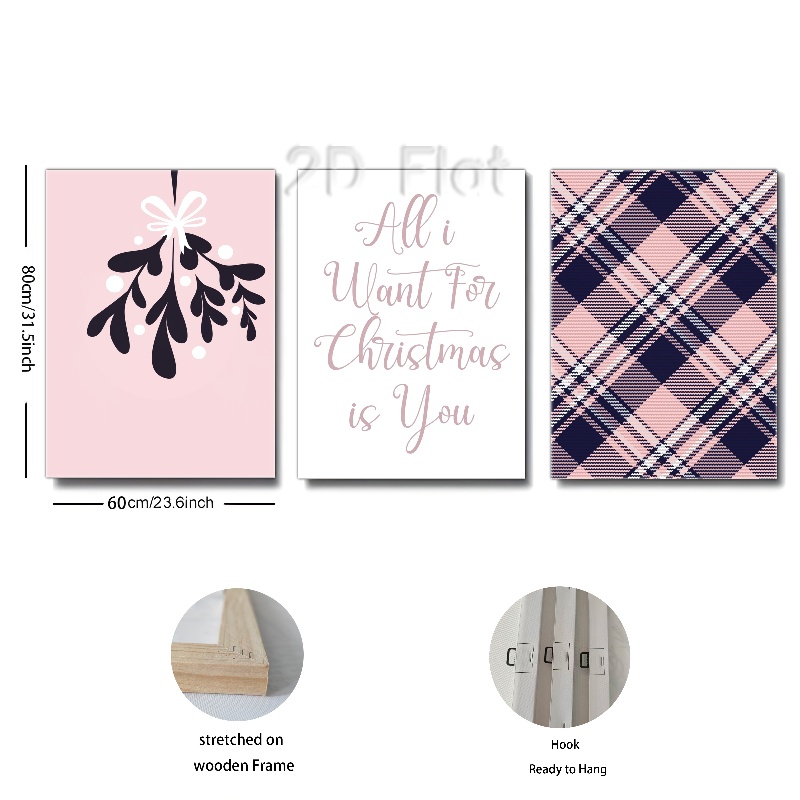 2D Flat
All i
Want For
Christmas
is You
80cm/31.5inch
60cm/23.6inch
stretched on
wooden Frame
Hook
Ready to Hang